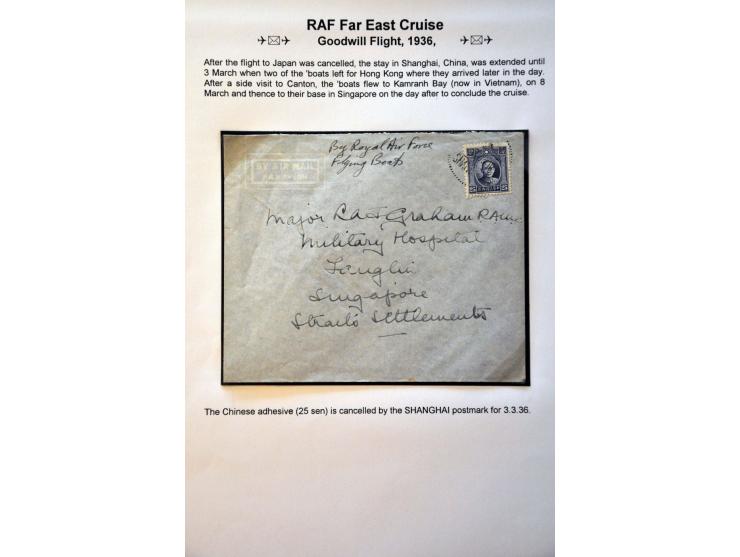 RAF Far East Cruise
Goodwill Flight, 1936,
After the flight to Japan was cancelled, the stay in Shanghai, China, was extended until
3 March when two of the 'boats left for Hong Kong where they arrived later in the day.
After a side visit to Canton, the 'boats flew to Kamranh Bay (now in Vietnam), on 8
March and thence to their base in Singapore on the day after to conclude the cruise.
By Royal Air Force
Flying Boat
BY AIR MAIL
PAR AVION
25
Major R A J Graham RAMC
Military Hospital
Tanglin
Singapore
Straits Settlements
The Chinese adhesive (25 sen) is cancelled by the SHANGHAI postmark for 3.3.36.